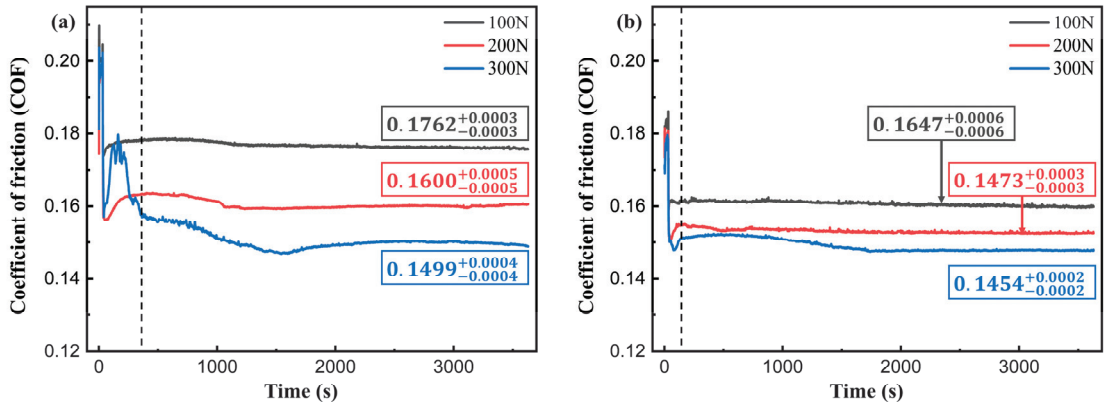 (a)
100N
200N
300N
0.1762 +0.0003 -0.0003
0.1600 +0.0005 -0.0005
0.1499 +0.0004 -0.0004
0.20
0.18
0.16
0.14
0.12
Coefficient of friction (COF)
0
1000
2000
3000
Time (s)
(b)
100N
200N
300N
0.1647 +0.0006 -0.0006
0.1473 +0.0003 -0.0003
0.1454 +0.0002 -0.0002
0.20
0.18
0.16
0.14
0.12
Coefficient of friction (COF)
0
1000
2000
3000
Time (s)